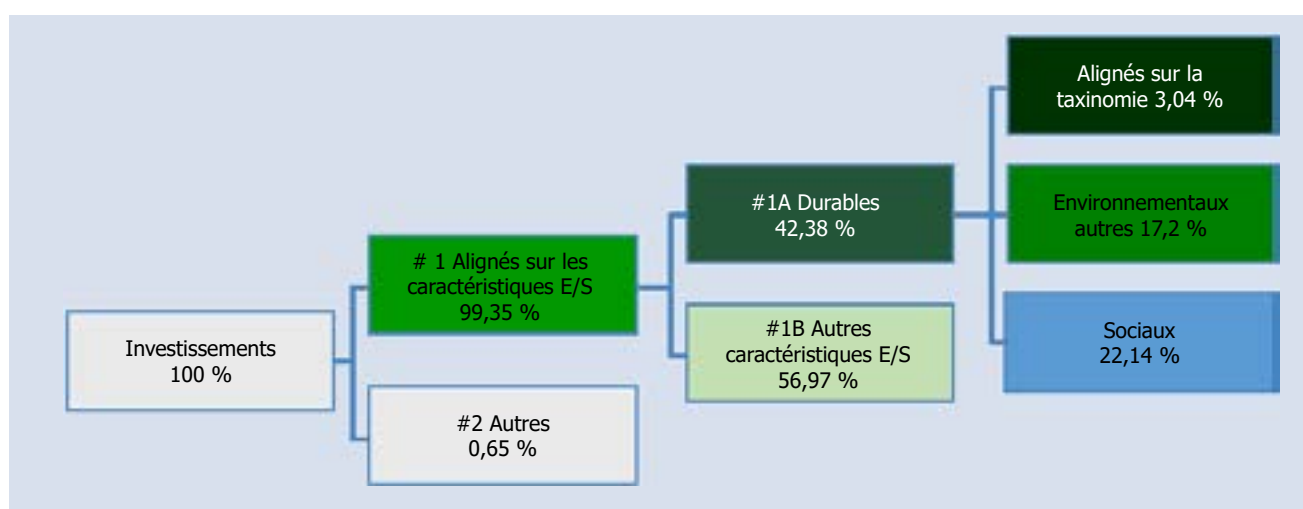 Investissements
100 %
# 1 Alignés sur les
caractéristiques E/S
99,35 %
#2 Autres
0,65 %
#1A Durables
42,38 %
#1B Autres
caractéristiques E/S
56,97 %
Alignés sur la
taxinomie 3,04 %
Environnementaux
autres 17,2 %
Sociaux
22,14 %